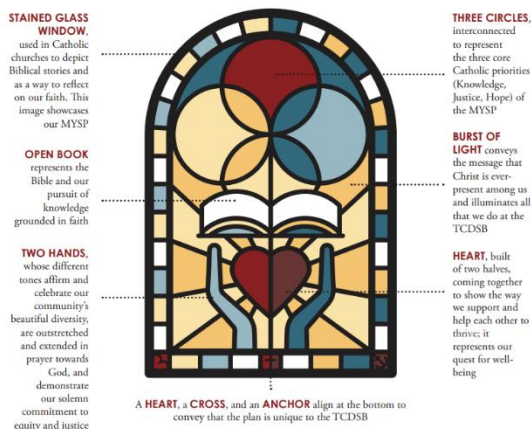 STAINED GLASS
WINDOW,
used in Catholic
churches to depict
Biblical stories and
as a way to reflect
on our faith. This
image showcases
our MYSP
OPEN BOOK
represents the
Bible and our
pursuit of
knowledge
grounded in faith
TWO HANDS,
whose different
tones affirm and
celebrate our
community's
beautiful diversity,
are outstretched
and extended in
prayer towards
God, and
demonstrate
our solemn
commitment to
equity and justice
THREE CIRCLES,
interconnected
to represent
the three core
Catholic priorities
(Knowledge,
Justice, Hope) of
the MYSP
BURST OF
LIGHT conveys
the message that
Christ is ever-
present among us
and illuminates all
that we do at the
TCDSB
HEART, built
of two halves,
coming together
to show the way
we support and
help each other to
thrive; it
represents our
quest for well-
being
A HEART, a CROSS, and an ANCHOR align at the bottom to
convey that the plan is unique to the TCDSB